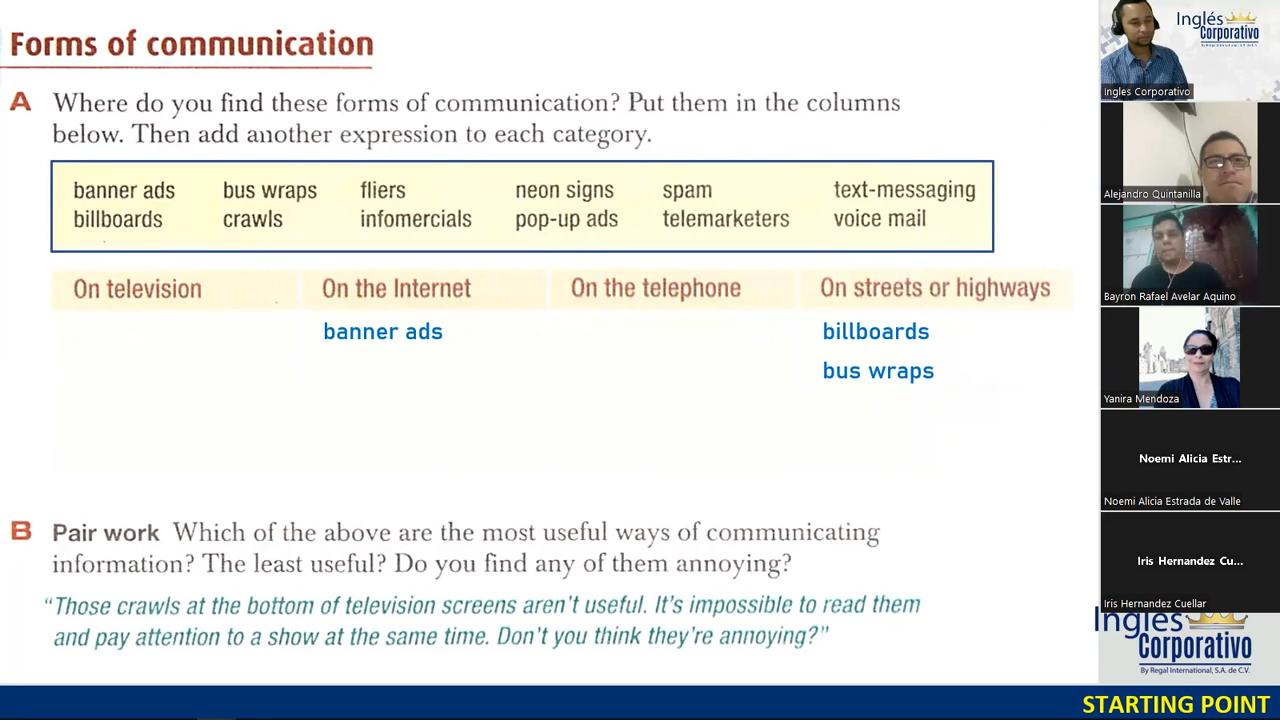 Forms of communication
A Where do you find these forms of communication? Put them in the columns
below. Then add another expression to each category.
banner ads bus wraps fliers neon signs spam text-messaging
billboards crawls infomercials pop-up ads telemarketers voice mail
On television On the Internet On the telephone On streets or highways
banner ads billboards
bus wraps
B Pair work Which of the above are the most useful ways of communicating
information? The least useful? Do you find any of them annoying?
"Those crawls at the bottom of television screens aren't useful. It's impossible to read them
and pay attention to a show at the same time. Don't you think they're annoying?"
Inglés
Corporativo
By Regal International, S.A. de C.V.
Ingles Corporativo
Alejandro Quintanilla
Bayron Rafael Avelar Aquino
Yanira Mendoza
Noemi Alicia Estr...
Noemi Alicia Estrada de Valle
Iris Hernandez Cu...
Iris Hernandez Cuellar
Inglés
Corporativo
By Regal International, S.A. de C.V.
STARTING POINT